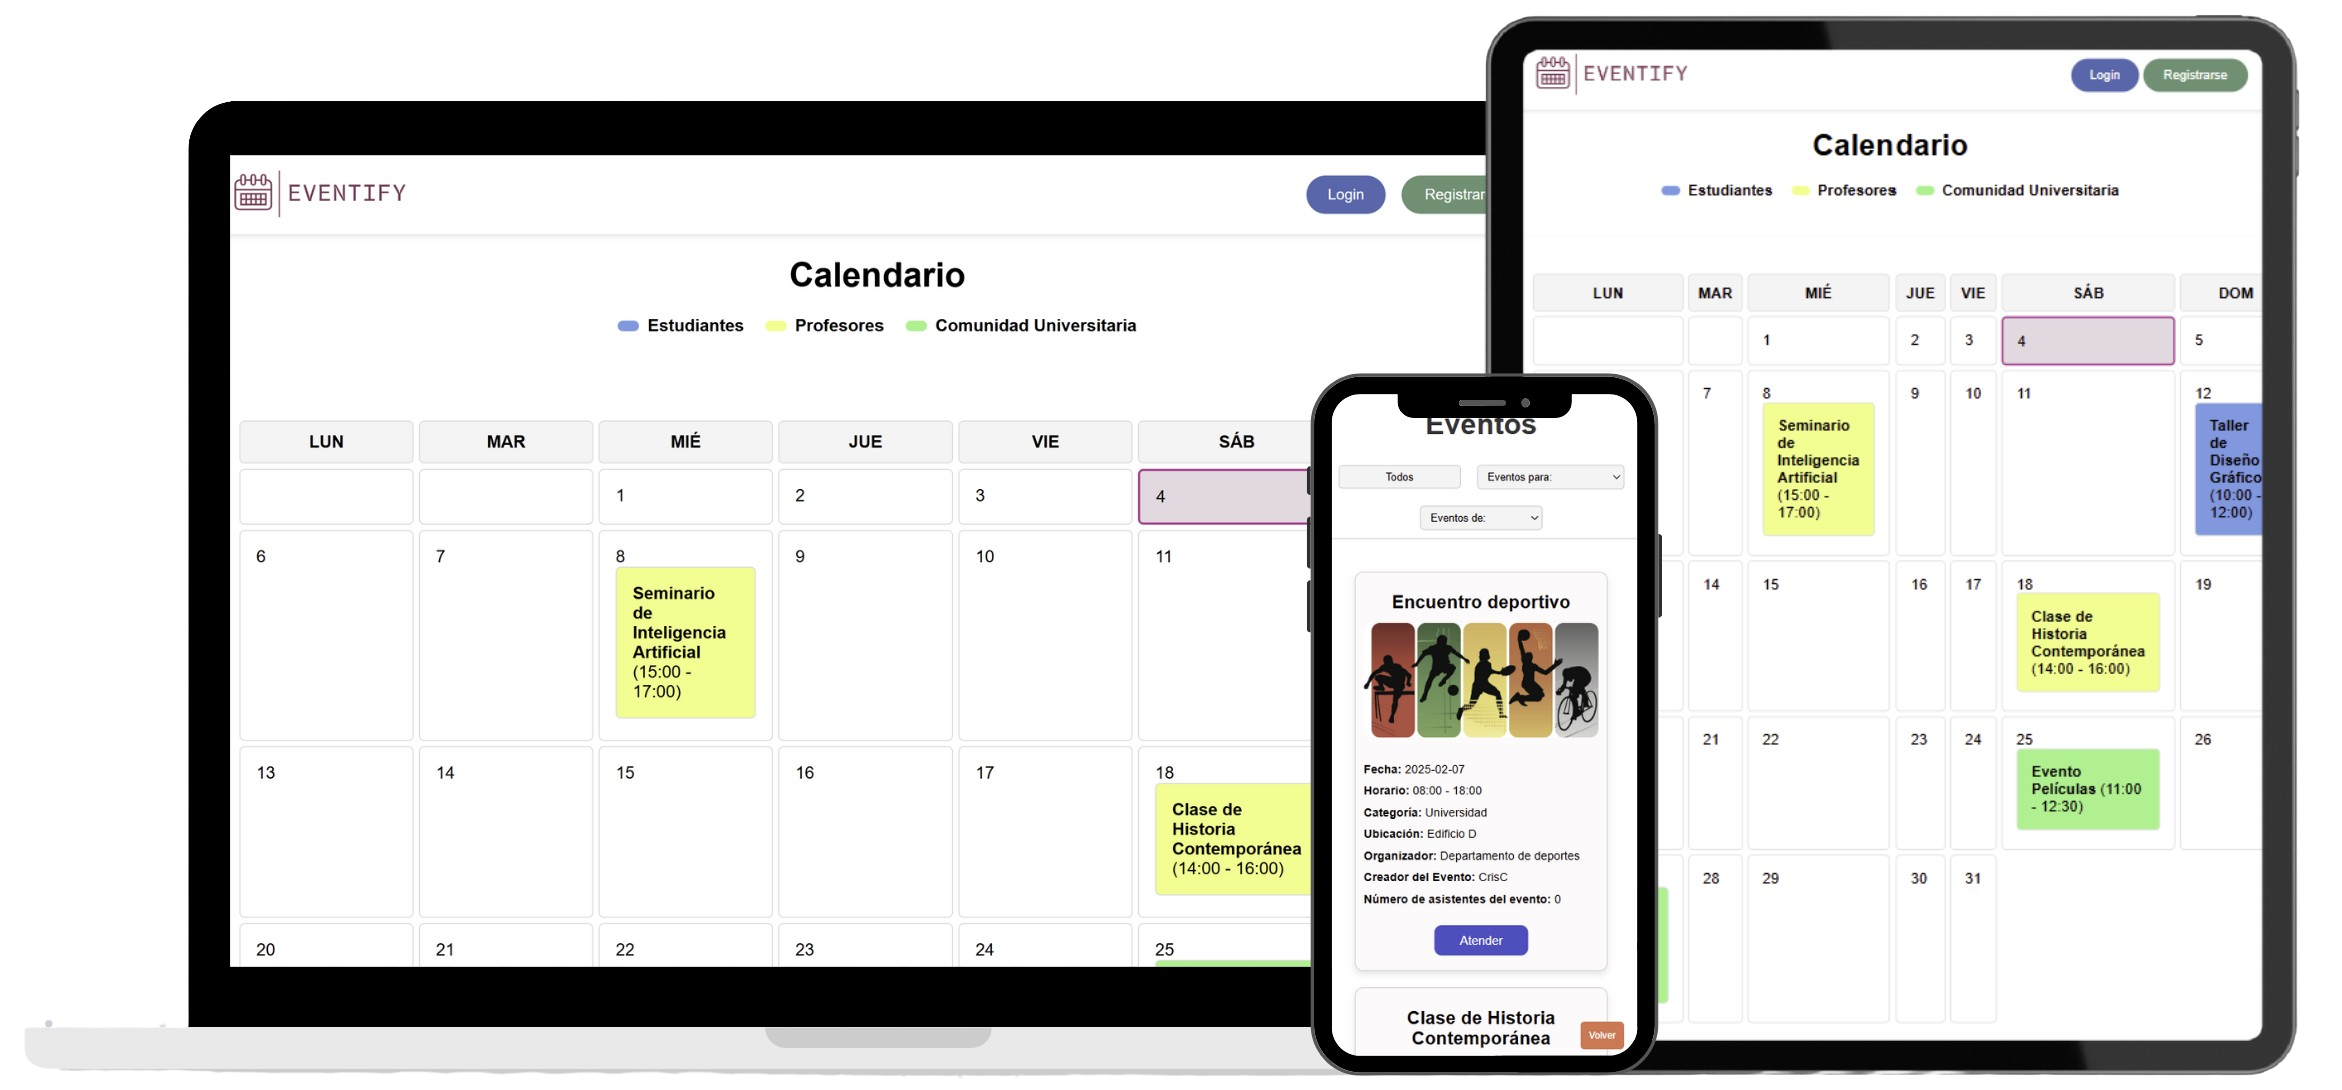 EVENTIFY
Login Registrar
Calendario
Estudiantes Profesores Comunidad Universitaria
LUN MAR MIÉ JUE VIE SÁB
1 2 3 4
6 7 8 9 10 11
Seminario
de
Inteligencia
Artificial
(15:00 -
17:00)
13 14 15 16 17 18
Clase de
Historia
Contemporánea
(14:00 - 16:00)
20 21 22 23 24 25
Eventos
Todos Eventos para:
Eventos de:
Encuentro deportivo
Fecha: 2025-02-07
Horario: 08:00 - 18:00
Categoría: Universidad
Ubicación: Edificio D
Organizador: Departamento de deportes
Creador del Evento: CrisC
Número de asistentes del evento: 0
Atender
Clase de Historia
Contemporánea
Volver
EVENTIFY
Login Registrarse
Calendario
Estudiantes Profesores Comunidad Universitaria
LUN MAR MIÉ JUE VIE SÁB DOM
1 2 3 4 5
7 8 9 10 11 12
Seminario
de
Inteligencia
Artificial
(15:00 -
17:00)
Taller
de
Diseño
Gráfico
(10:00 -
12:00)
14 15 16 17 18 19
Clase de
Historia
Contemporánea
(14:00 - 16:00)
21 22 23 24 25 26
Evento
Películas (11:00
- 12:30)
28 29 30 31